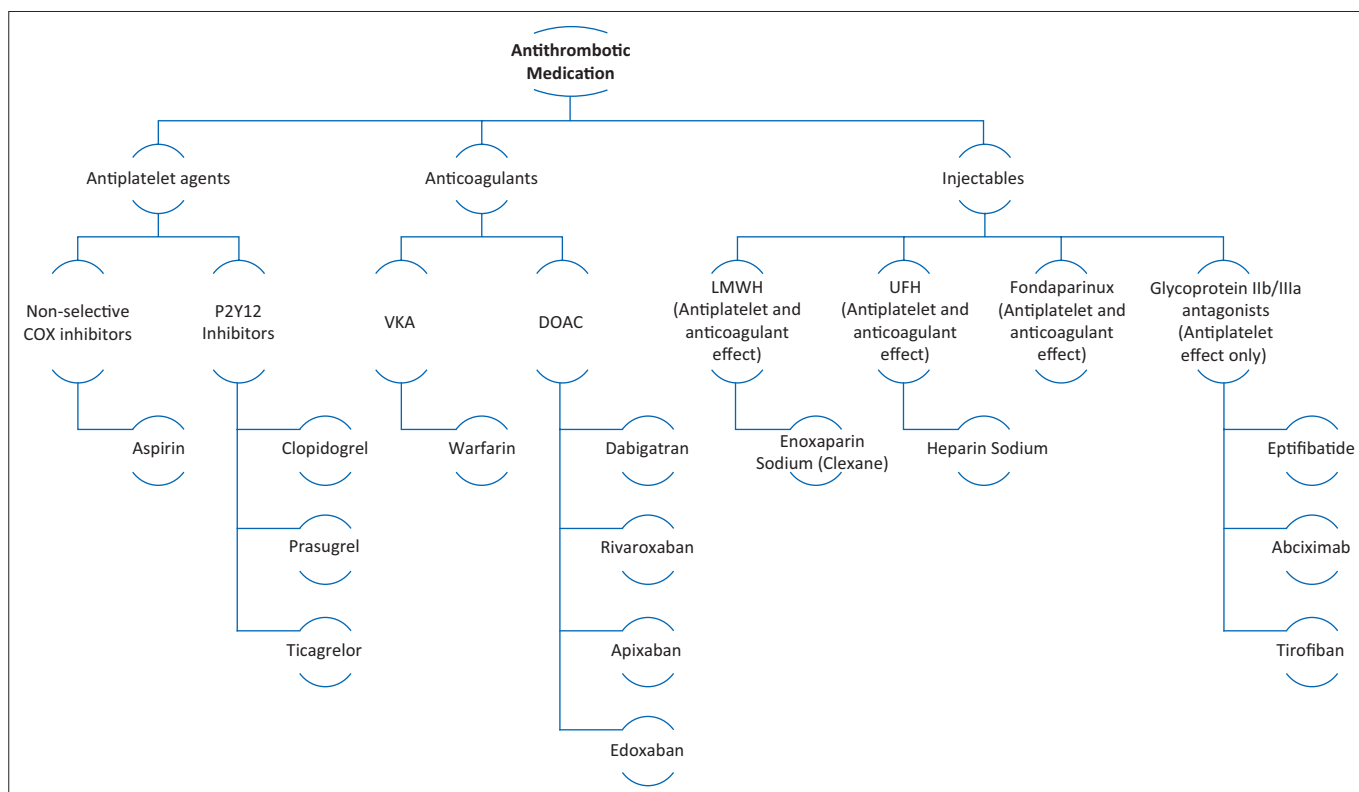 Antithrombotic
Medication
Antiplatelet agents
Anticoagulants
Injectables
Non-selective
COX inhibitors
P2Y12
Inhibitors
VKA
DOAC
LMWH
(Antiplatelet and
anticoagulant
effect)
UFH
(Antiplatelet and
anticoagulant
effect)
Fondaparinux
(Antiplatelet and
anticoagulant
effect)
Glycoprotein IIb/IIIa
antagonists
(Antiplatelet
effect only)
Aspirin
Clopidogrel
Warfarin
Dabigatran
Enoxaparin
Sodium (Clexane)
Heparin Sodium
Eptifibatide
Prasugrel
Rivaroxaban
Abciximab
Ticagrelor
Apixaban
Tirofiban
Edoxaban